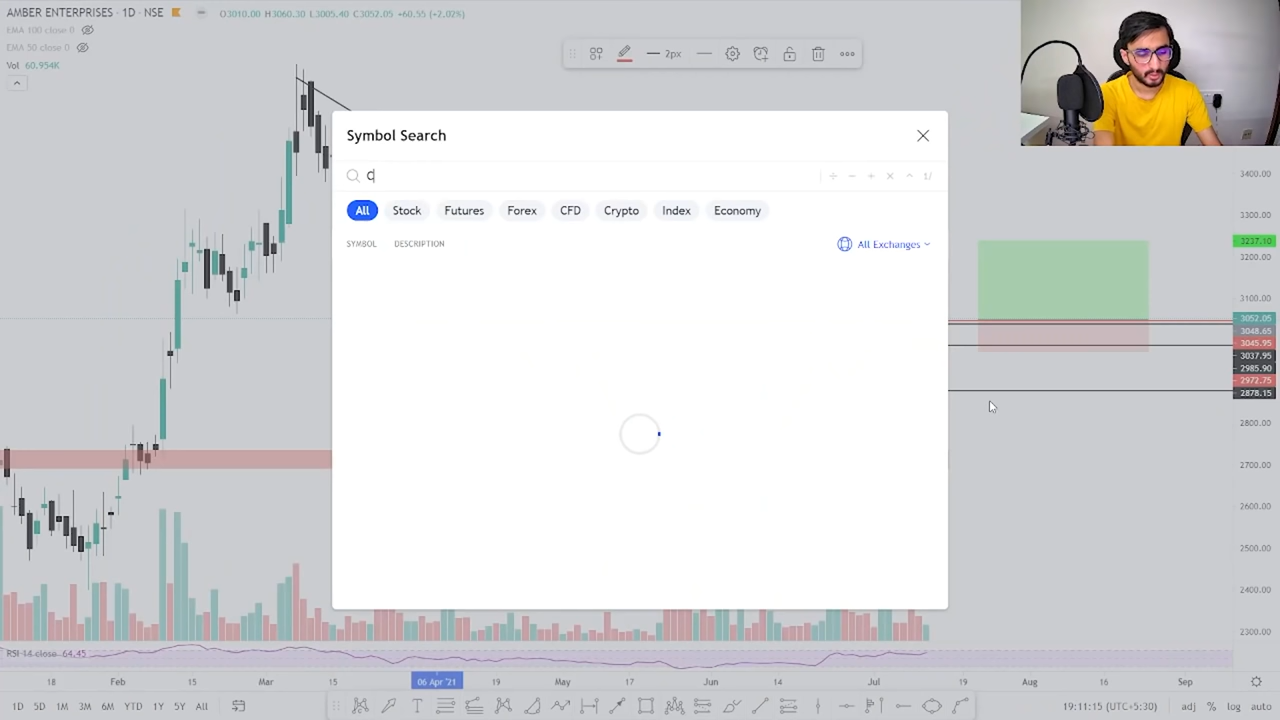 AMBER ENTERPRISES · 1D · NSE
O3010.00 H3060.30 L3005.40 C3052.05 +60.55 (+2.02%)
EMA 100 close 0
EMA 50 close 0
Vol 60.954K
2px
Symbol Search
C
1/
All Stock Futures Forex CFD Crypto Index Economy
SYMBOL DESCRIPTION
All Exchanges
3400.00
3300.00
3237.10
3200.00
3100.00
3052.05
3048.65
3045.95
3037.95
2985.90
2972.75
2878.15
2800.00
2700.00
2600.00
2500.00
2400.00
2300.00
RSI 14 close 64.45
18 Feb 15 Mar 15 06 Apr '21 19 May 17 Jun 14 Jul 19 Aug 16 Sep
1D 5D 1M 3M 6M YTD 1Y 5Y All
19:11:15 (UTC+5:30) adj % log auto